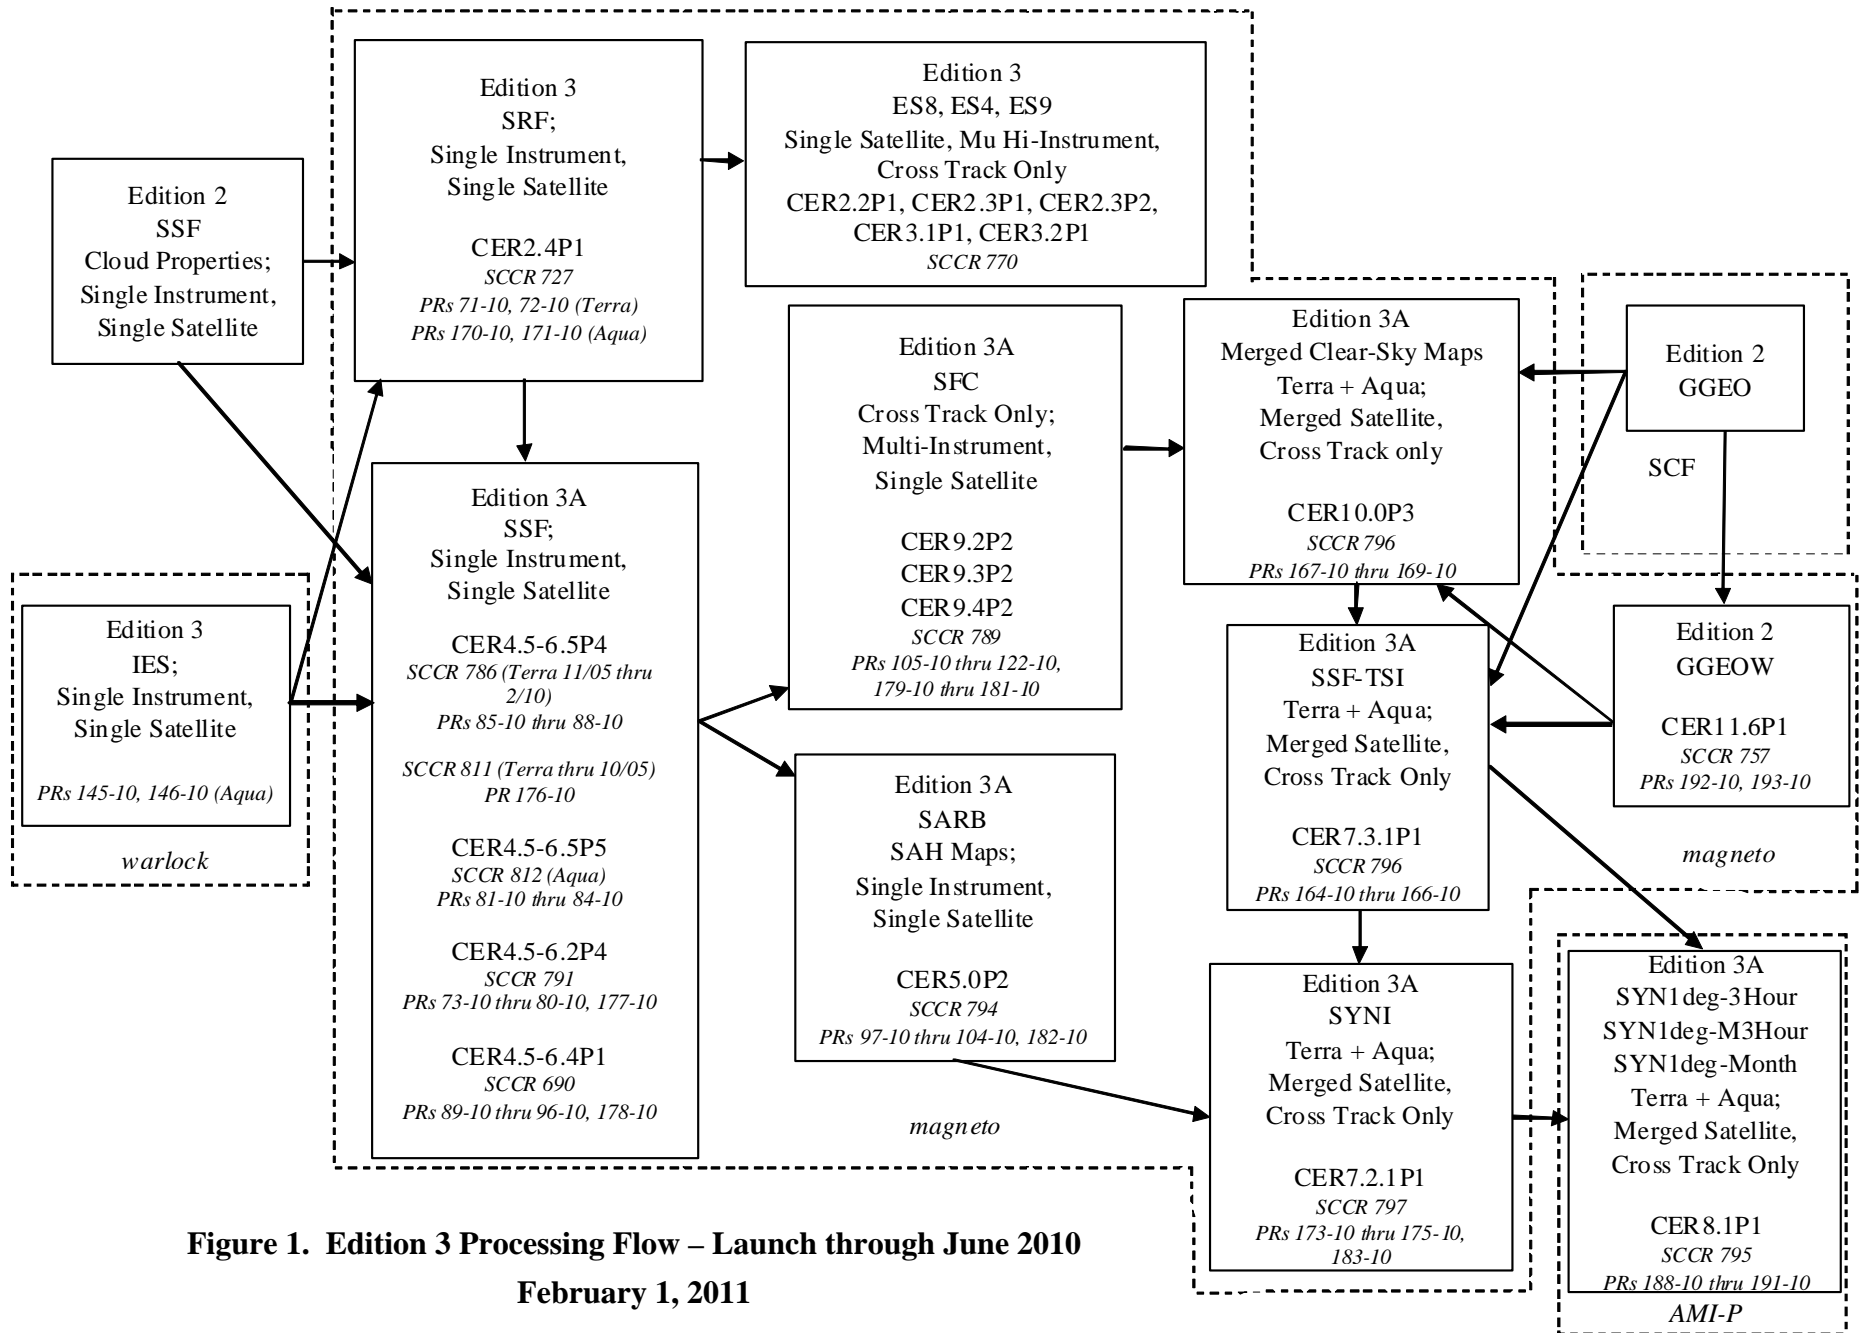 Edition 2
SSF
Cloud Properties;
Single Instrument,
Single Satellite
Edition 3
IES;
Single Instrument,
Single Satellite
PRs 145-10, 146-10 (Aqua)
warlock
Edition 3
SRF;
Single Instrument,
Single Satellite
CER2.4P1
SCCR 727
PRs 71-10, 72-10 (Terra)
PRs 170-10, 171-10 (Aqua)
Edition 3A
SSF;
Single Instrument,
Single Satellite
CER4.5-6.5P4
SCCR 786 (Terra 11/05 thru
2/10)
PRs 85-10 thru 88-10
SCCR 811 (Terra thru 10/05)
PR 176-10
CER4.5-6.5P5
SCCR 812 (Aqua)
PRs 81-10 thru 84-10
CER4.5-6.2P4
SCCR 791
PRs 73-10 thru 80-10, 177-10
CER4.5-6.4P1
SCCR 690
PRs 89-10 thru 96-10, 178-10
Edition 3
ES8, ES4, ES9
Single Satellite, Mu Hi-Instrument,
Cross Track Only
CER2.2P1, CER2.3P1, CER2.3P2,
CER3.1P1, CER3.2P1
SCCR 770
Edition 3A
SFC
Cross Track Only;
Multi-Instrument,
Single Satellite
CER9.2P2
CER9.3P2
CER9.4P2
SCCR 789
PRs 105-10 thru 122-10,
179-10 thru 181-10
Edition 3A
SARB
SAH Maps;
Single Instrument,
Single Satellite
CER5.0P2
SCCR 794
PRs 97-10 thru 104-10, 182-10
magneto
Edition 3A
Merged Clear-Sky Maps
Terra + Aqua;
Merged Satellite,
Cross Track only
CER10.0P3
SCCR 796
PRs 167-10 thru 169-10
Edition 3A
SSF-TSI
Terra + Aqua;
Merged Satellite,
Cross Track Only
CER7.3.1P1
SCCR 796
PRs 164-10 thru 166-10
Edition 3A
SYNI
Terra + Aqua;
Merged Satellite,
Cross Track Only
CER7.2.1P1
SCCR 797
PRs 173-10 thru 175-10,
183-10
Edition 2
GGEO
SCF
Edition 2
GGEOW
CER11.6P1
SCCR 757
PRs 192-10, 193-10
magneto
Edition 3A
SYN1deg-3Hour
SYN1deg-M3Hour
SYN1deg-Month
Terra + Aqua;
Merged Satellite,
Cross Track Only
CER8.1P1
SCCR 795
PRs 188-10 thru 191-10
AMI-P
Figure 1. Edition 3 Processing Flow – Launch through June 2010
February 1, 2011